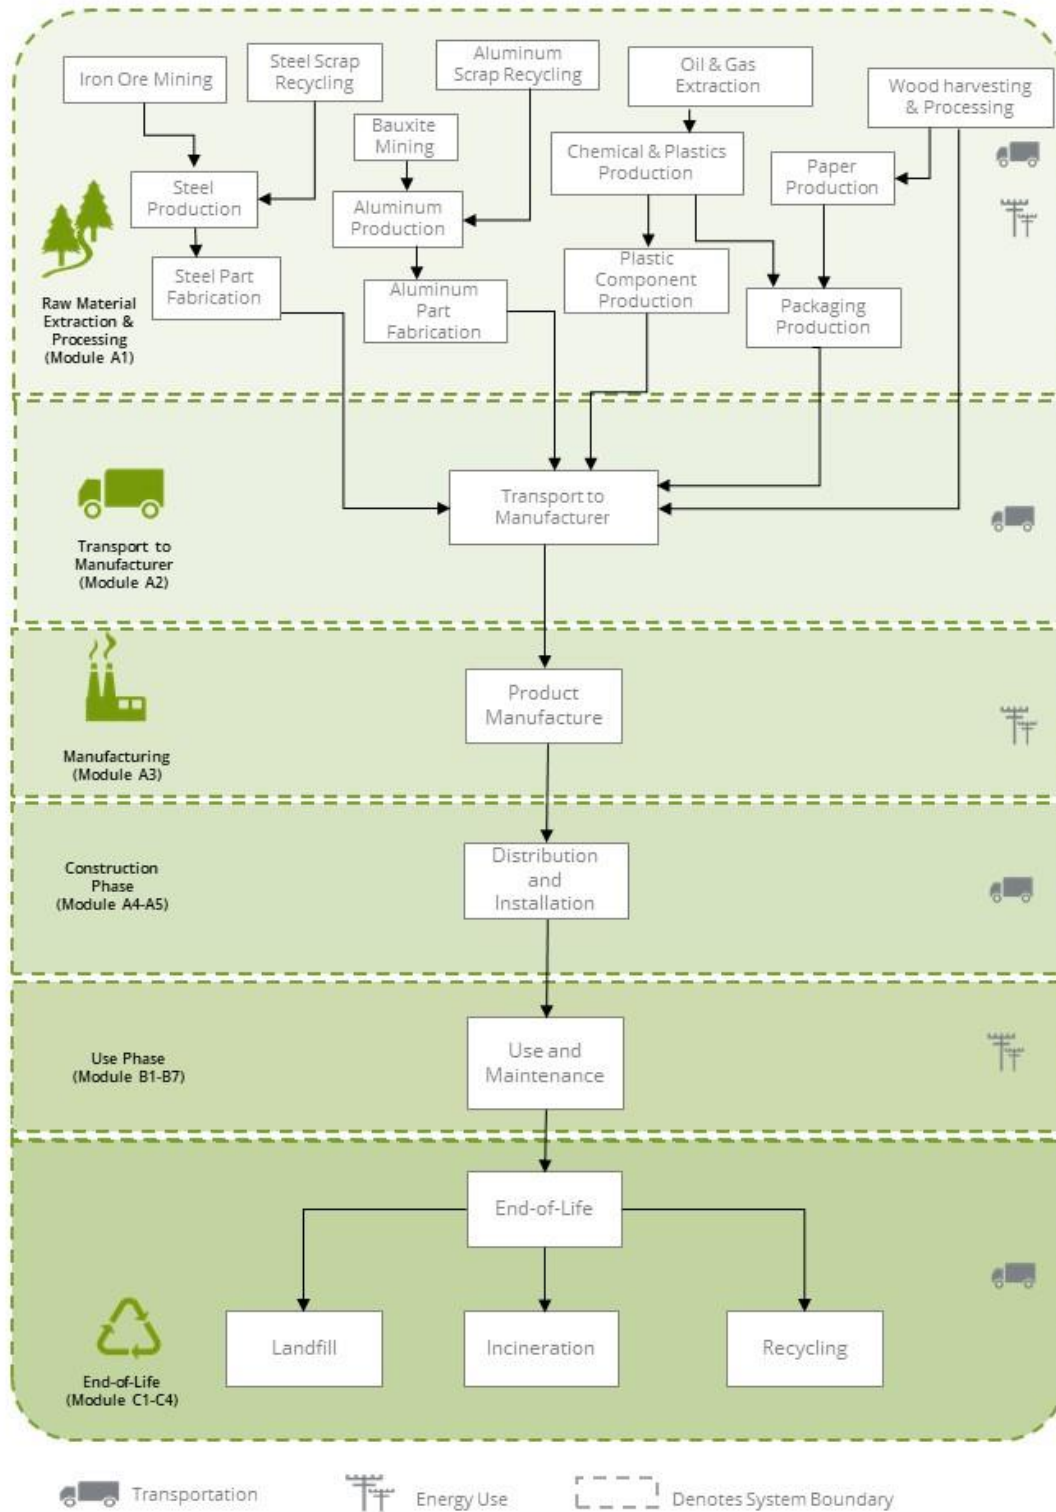 Iron Ore Mining
Steel Scrap
Recycling
Aluminum
Scrap Recycling
Oil & Gas
Extraction
Wood harvesting
& Processing
Bauxite
Mining
Chemical & Plastics
Production
Paper
Production
Steel
Production
Aluminum
Production
Steel Part
Fabrication
Aluminum
Part
Fabrication
Plastic
Component
Production
Packaging
Production
Raw Material
Extraction &
Processing
(Module A1)
Transport to
Manufacturer
Transport to
Manufacturer
(Module A2)
Product
Manufacture
Manufacturing
(Module A3)
Distribution
and
Installation
Construction
Phase
(Module A4-A5)
Use and
Maintenance
Use Phase
(Module B1-B7)
End-of-Life
Landfill
Incineration
Recycling
End-of-Life
(Module C1-C4)
Transportation
Energy Use
Denotes System Boundary